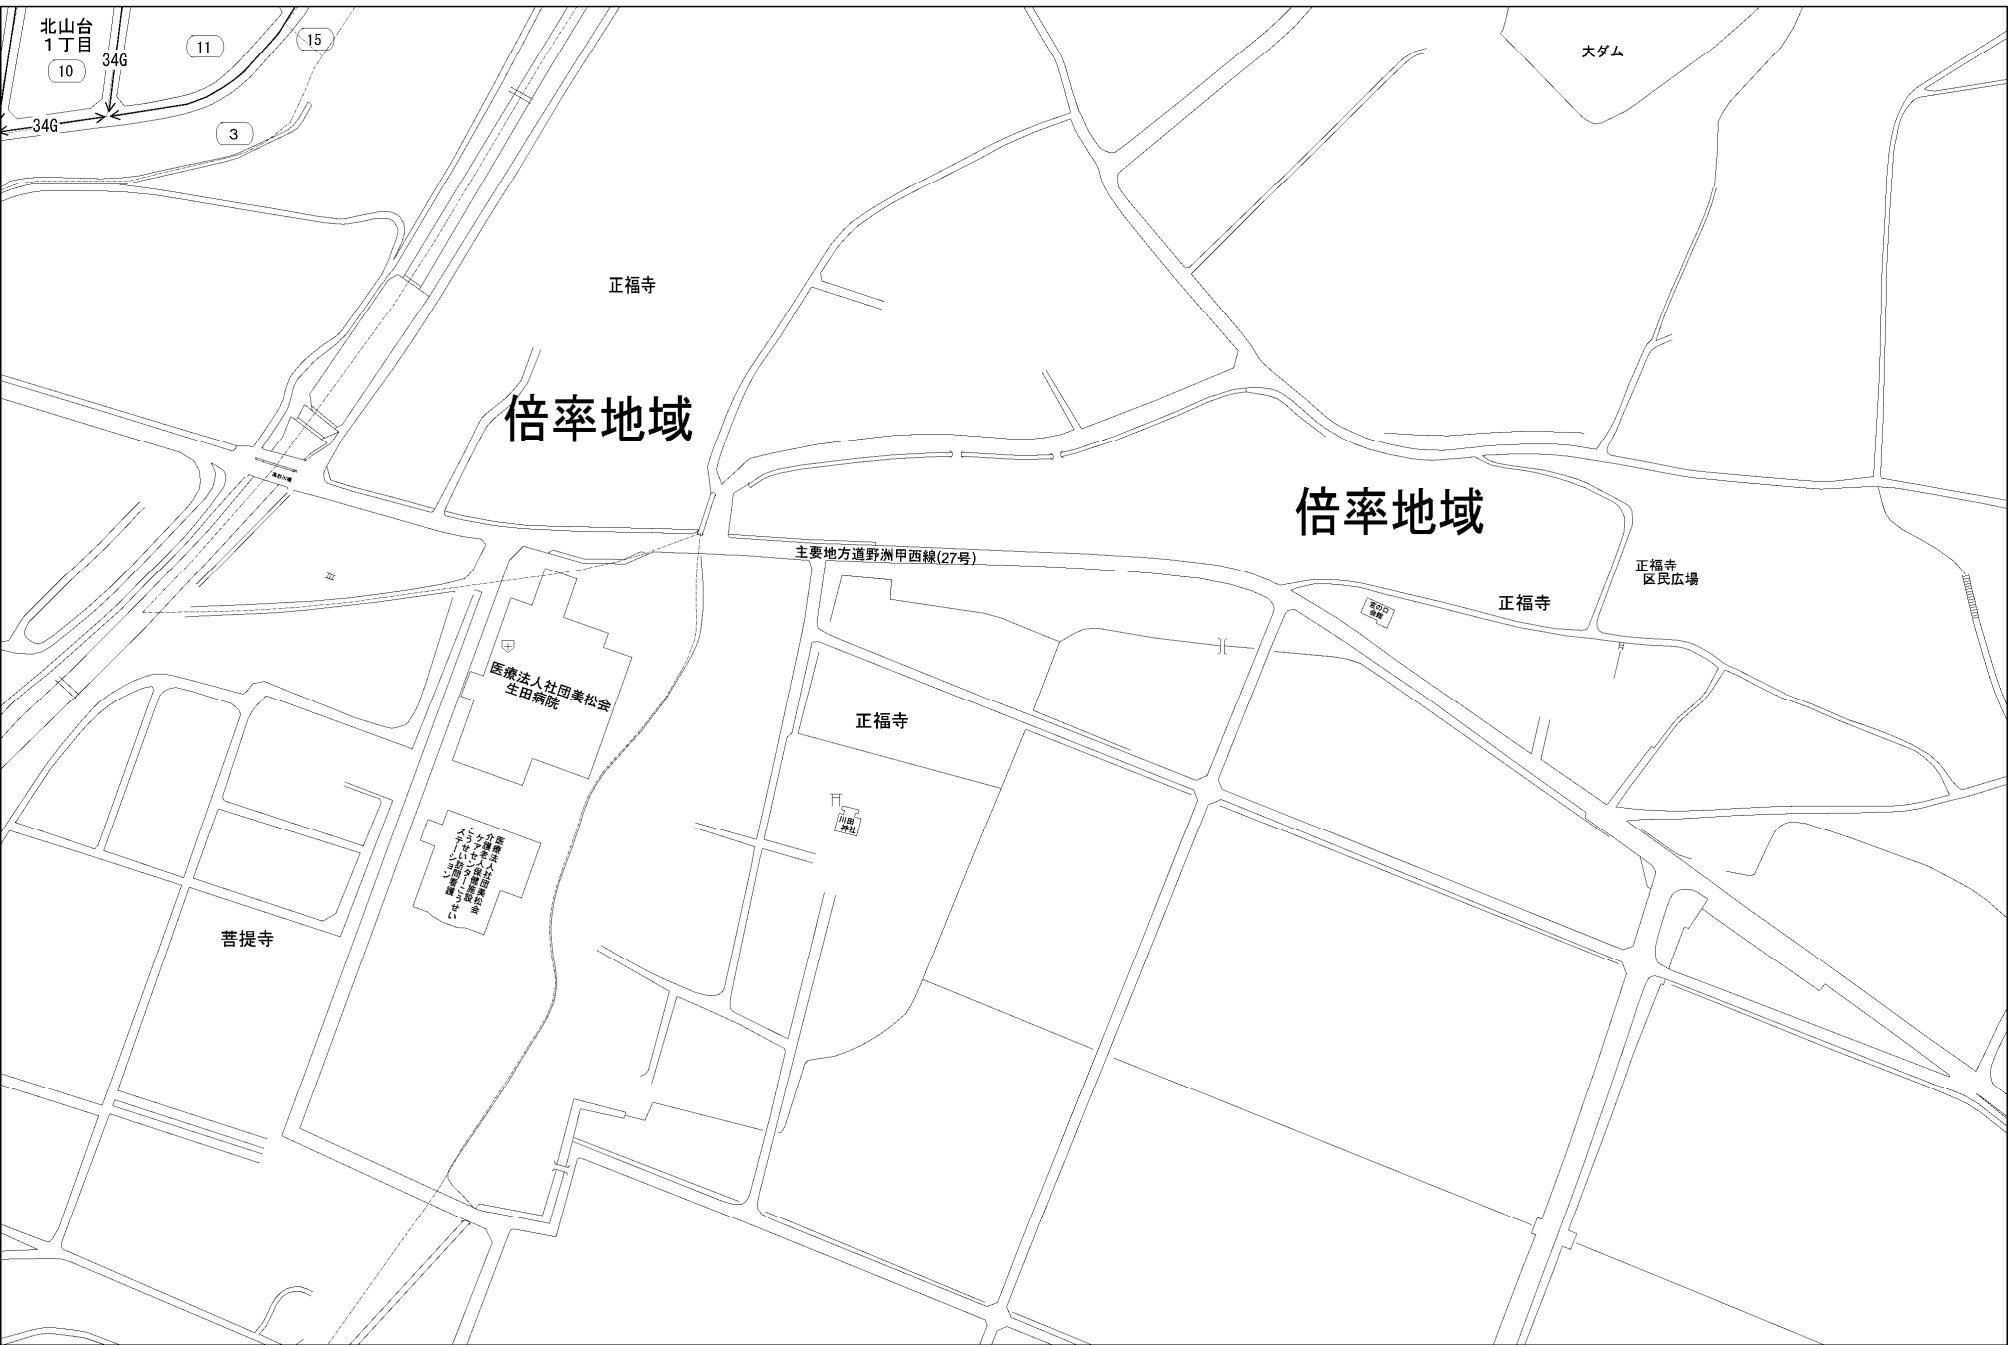 北山台
1丁目
10
11
15
34G
34G
3
大ダム
正福寺
倍率地域
倍率地域
主要地方道野洲甲西線(27号)
正福寺
区民広場
正福寺
宮の口
会館
医療法人社団美松会
生田病院
正福寺
川田
神社
医療法人社団美松会
介護老人保健施設
ケアセンターこうせい
こうせい訪問看護
ステーション
菩提寺